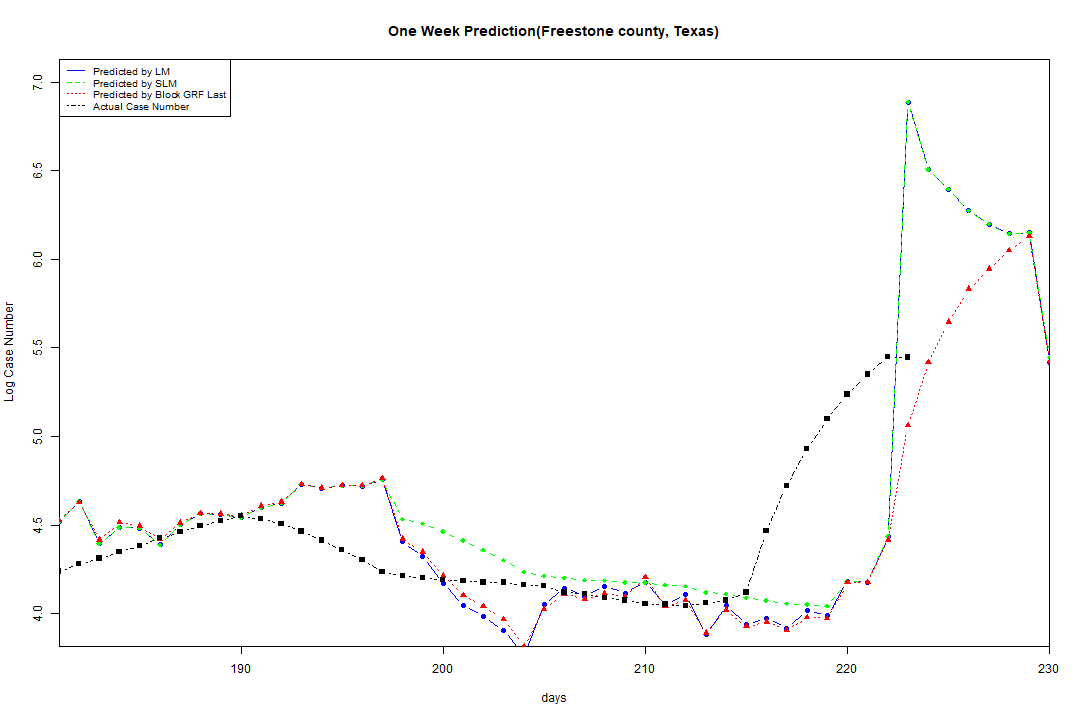 One Week Prediction(Freestone county, Texas)
Predicted by LM
Predicted by SLM
Predicted by Block GRF Last
Actual Case Number
7.0
6.5
6.0
5.5
5.0
4.5
4.0
Log Case Number
190 200 210 220 230
days